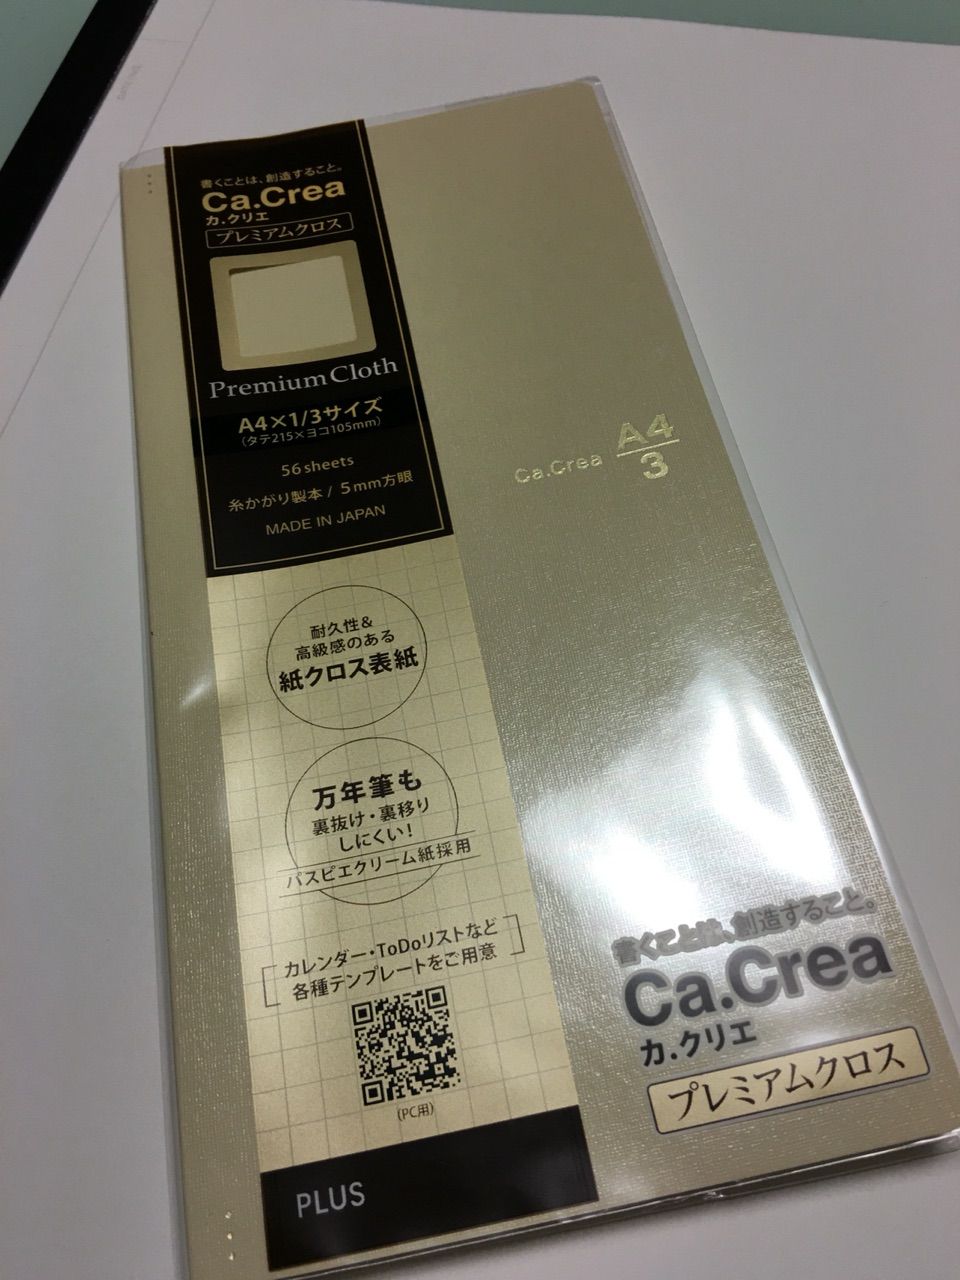 書くことは、創造すること。
Ca.Crea
カ.クリエ
プレミアムクロス
Premium Cloth
A4×1/3サイズ
(タテ215×ヨコ105mm)
56 sheets
糸かがり製本 / 5mm方眼
MADE IN JAPAN
耐久性&
高級感のある
紙クロス表紙
万年筆も
裏抜け・裏移り
しにくい!
パスピエクリーム紙採用
カレンダー・ToDoリストなど
各種テンプレートをご用意
(PC用)
PLUS
Ca.Crea A4/3
書くことは、創造すること。
Ca.Crea
カ.クリエ
プレミアムクロス